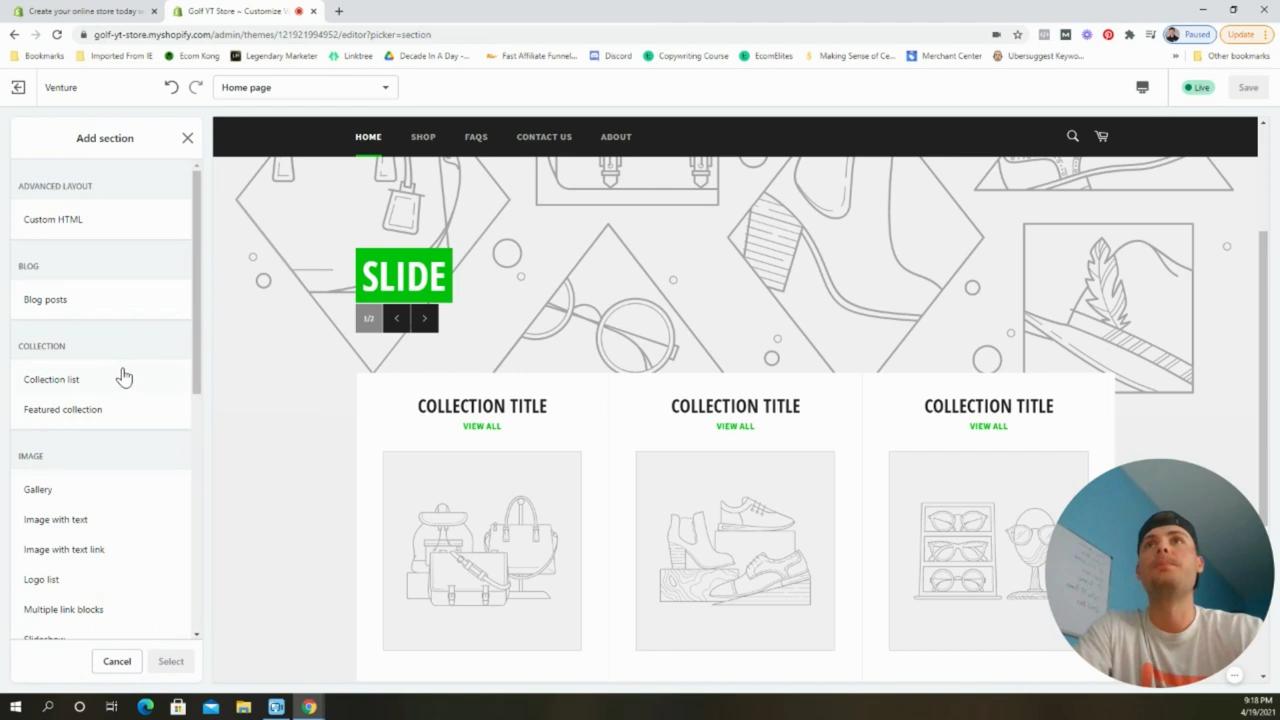 Create your online store today w
Golf YT Store ~ Customize V
golf-yt-store.myshopify.com/admin/themes/121921994952/editor?picker=section
Paused
Update
Bookmarks
Imported From IE
Ecom Kong
Legendary Marketer
Linktree
Decade In A Day -...
Fast Affiliate Funnel...
Discord
Copywriting Course
EcomElites
Making Sense of Ce...
Merchant Center
Ubersuggest Keywo...
Other bookmarks
Venture
Home page
Live
Save
Add section
ADVANCED LAYOUT
Custom HTML
BLOG
Blog posts
COLLECTION
Collection list
Featured collection
IMAGE
Gallery
Image with text
Image with text link
Logo list
Multiple link blocks
Slideshow
Cancel
Select
HOME SHOP FAQS CONTACT US ABOUT
SLIDE
1/2
COLLECTION TITLE
VIEW ALL
COLLECTION TITLE
VIEW ALL
COLLECTION TITLE
VIEW ALL
9:18 PM
4/19/2021